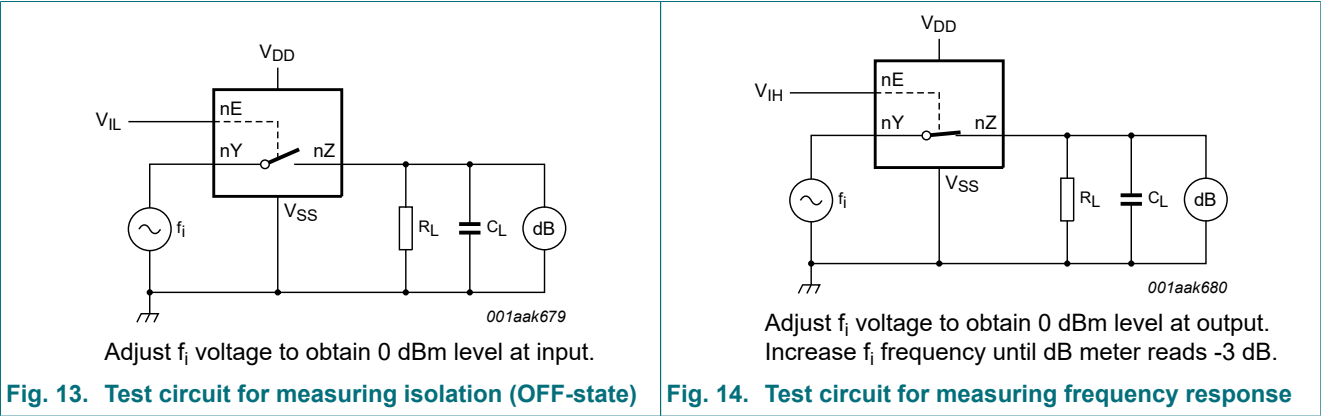 VDD
nE
VIL
nY
nZ
VSS
fi
RL
CL
dB
001aak679
Adjust fi voltage to obtain 0 dBm level at input.
Fig. 13. Test circuit for measuring isolation (OFF-state)
VDD
nE
VIH
nY
nZ
VSS
fi
RL
CL
dB
001aak680
Adjust fi voltage to obtain 0 dBm level at output.
Increase fi frequency until dB meter reads -3 dB.
Fig. 14. Test circuit for measuring frequency response